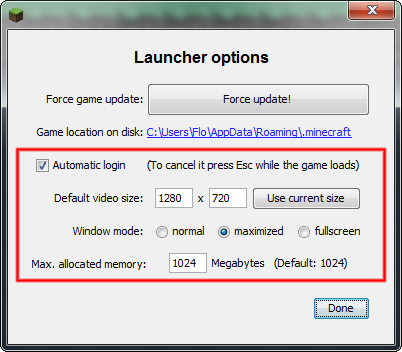 Launcher options
Force game update: Force update!
Game location on disk: C:\Users\Flo\AppData\Roaming\.minecraft
Automatic login (To cancel it press Esc while the game loads)
Default video size: 1280 x 720 Use current size
Window mode: normal maximized fullscreen
Max. allocated memory: 1024 Megabytes (Default: 1024)
Done